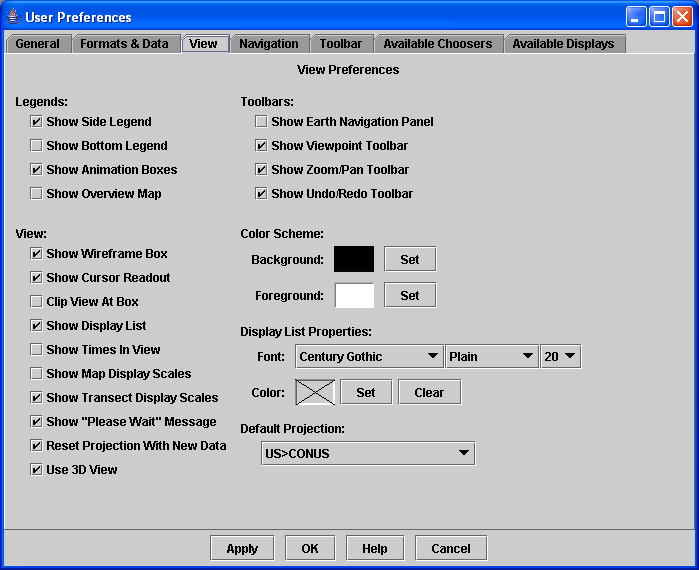 User Preferences
General Formats & Data View Navigation Toolbar Available Choosers Available Displays
View Preferences
Legends:
Show Side Legend
Show Bottom Legend
Show Animation Boxes
Show Overview Map
Toolbars:
Show Earth Navigation Panel
Show Viewpoint Toolbar
Show Zoom/Pan Toolbar
Show Undo/Redo Toolbar
View:
Show Wireframe Box
Show Cursor Readout
Clip View At Box
Show Display List
Show Times In View
Show Map Display Scales
Show Transect Display Scales
Show "Please Wait" Message
Reset Projection With New Data
Use 3D View
Color Scheme:
Background: Set
Foreground: Set
Display List Properties:
Font: Century Gothic Plain 20
Color: Set Clear
Default Projection:
US>CONUS
Apply OK Help Cancel